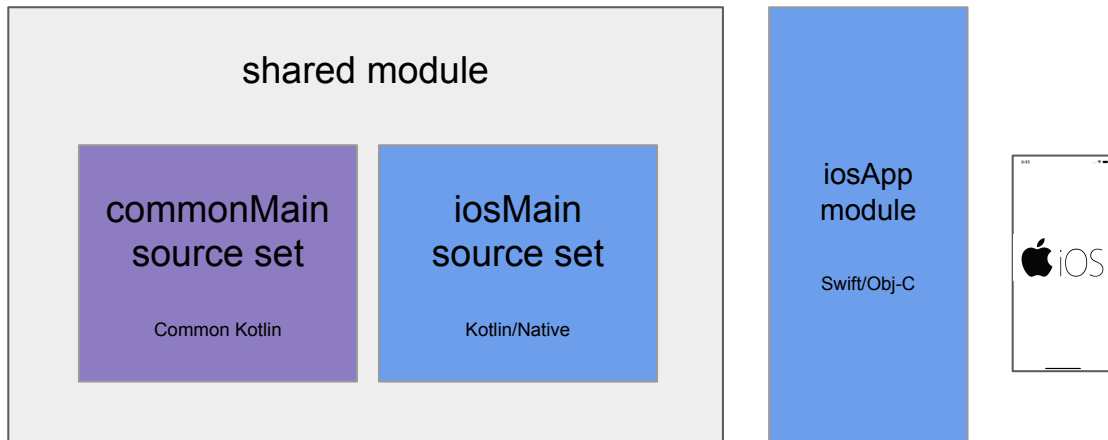 shared module
commonMain
source set
Common Kotlin
iosMain
source set
Kotlin/Native
iosApp
module
Swift/Obj-C
iOS